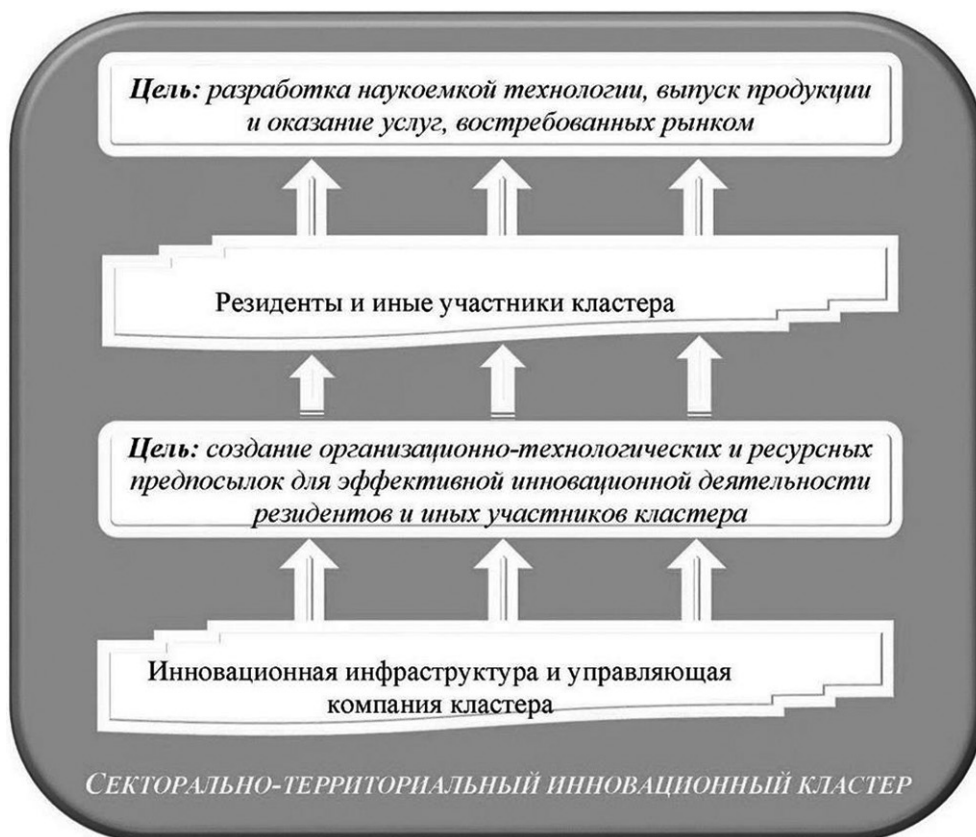 Цель: разработка наукоемкой технологии, выпуск продукции
и оказание услуг, востребованных рынком
Резиденты и иные участники кластера
Цель: создание организационно-технологических и ресурсных
предпосылок для эффективной инновационной деятельности
резидентов и иных участников кластера
Инновационная инфраструктура и управляющая
компания кластера
СЕКТОРАЛЬНО-ТЕРРИТОРИАЛЬНЫЙ ИННОВАЦИОННЫЙ КЛАСТЕР